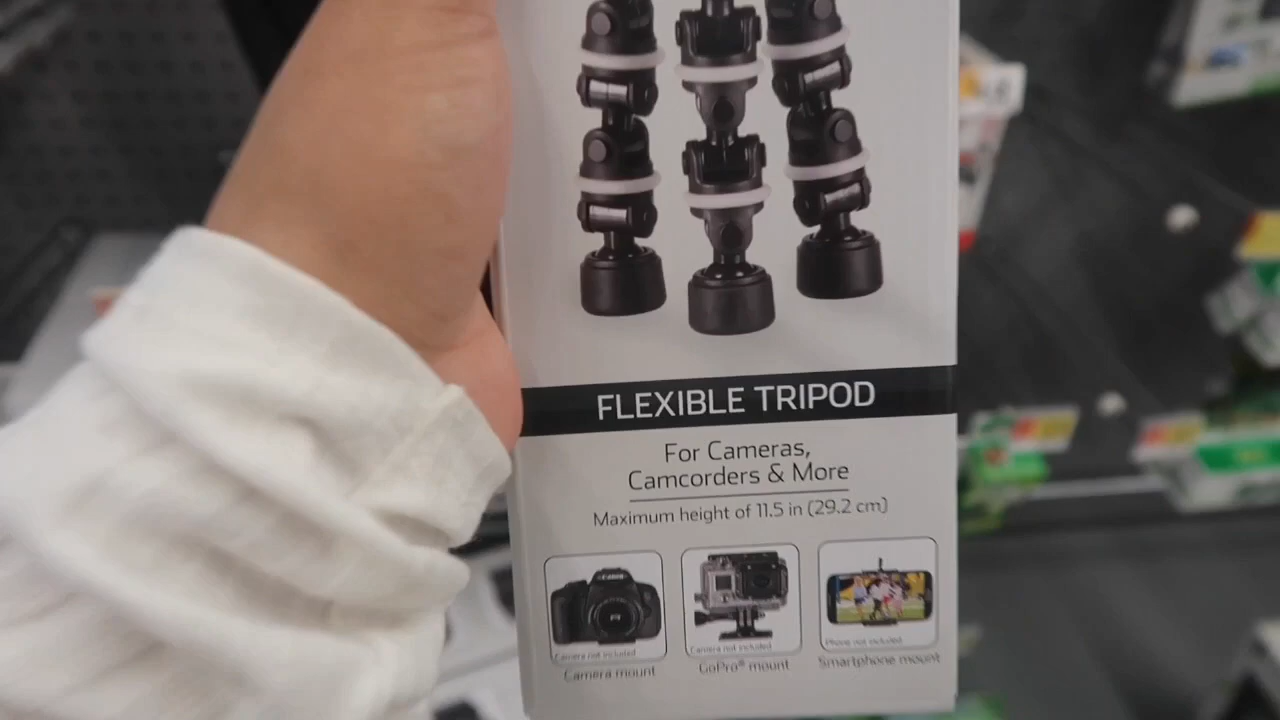 FLEXIBLE TRIPOD
For Cameras,
Camcorders & More
Maximum height of 11.5 in (29.2 cm)
Canon
Camera not included
Camera not included
Phone not included
Camera mount
GoPro® mount
Smartphone mount